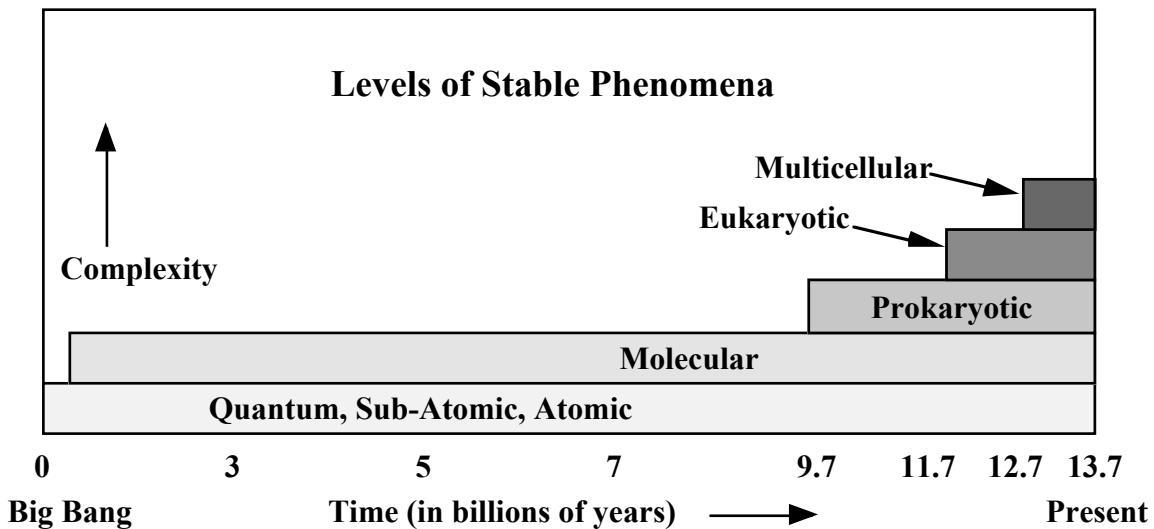 Levels of Stable Phenomena
Multicellular
Eukaryotic
Complexity
Prokaryotic
Molecular
Quantum, Sub-Atomic, Atomic
0 3 5 7 9.7 11.7 12.7 13.7
Big Bang Time (in billions of years) Present